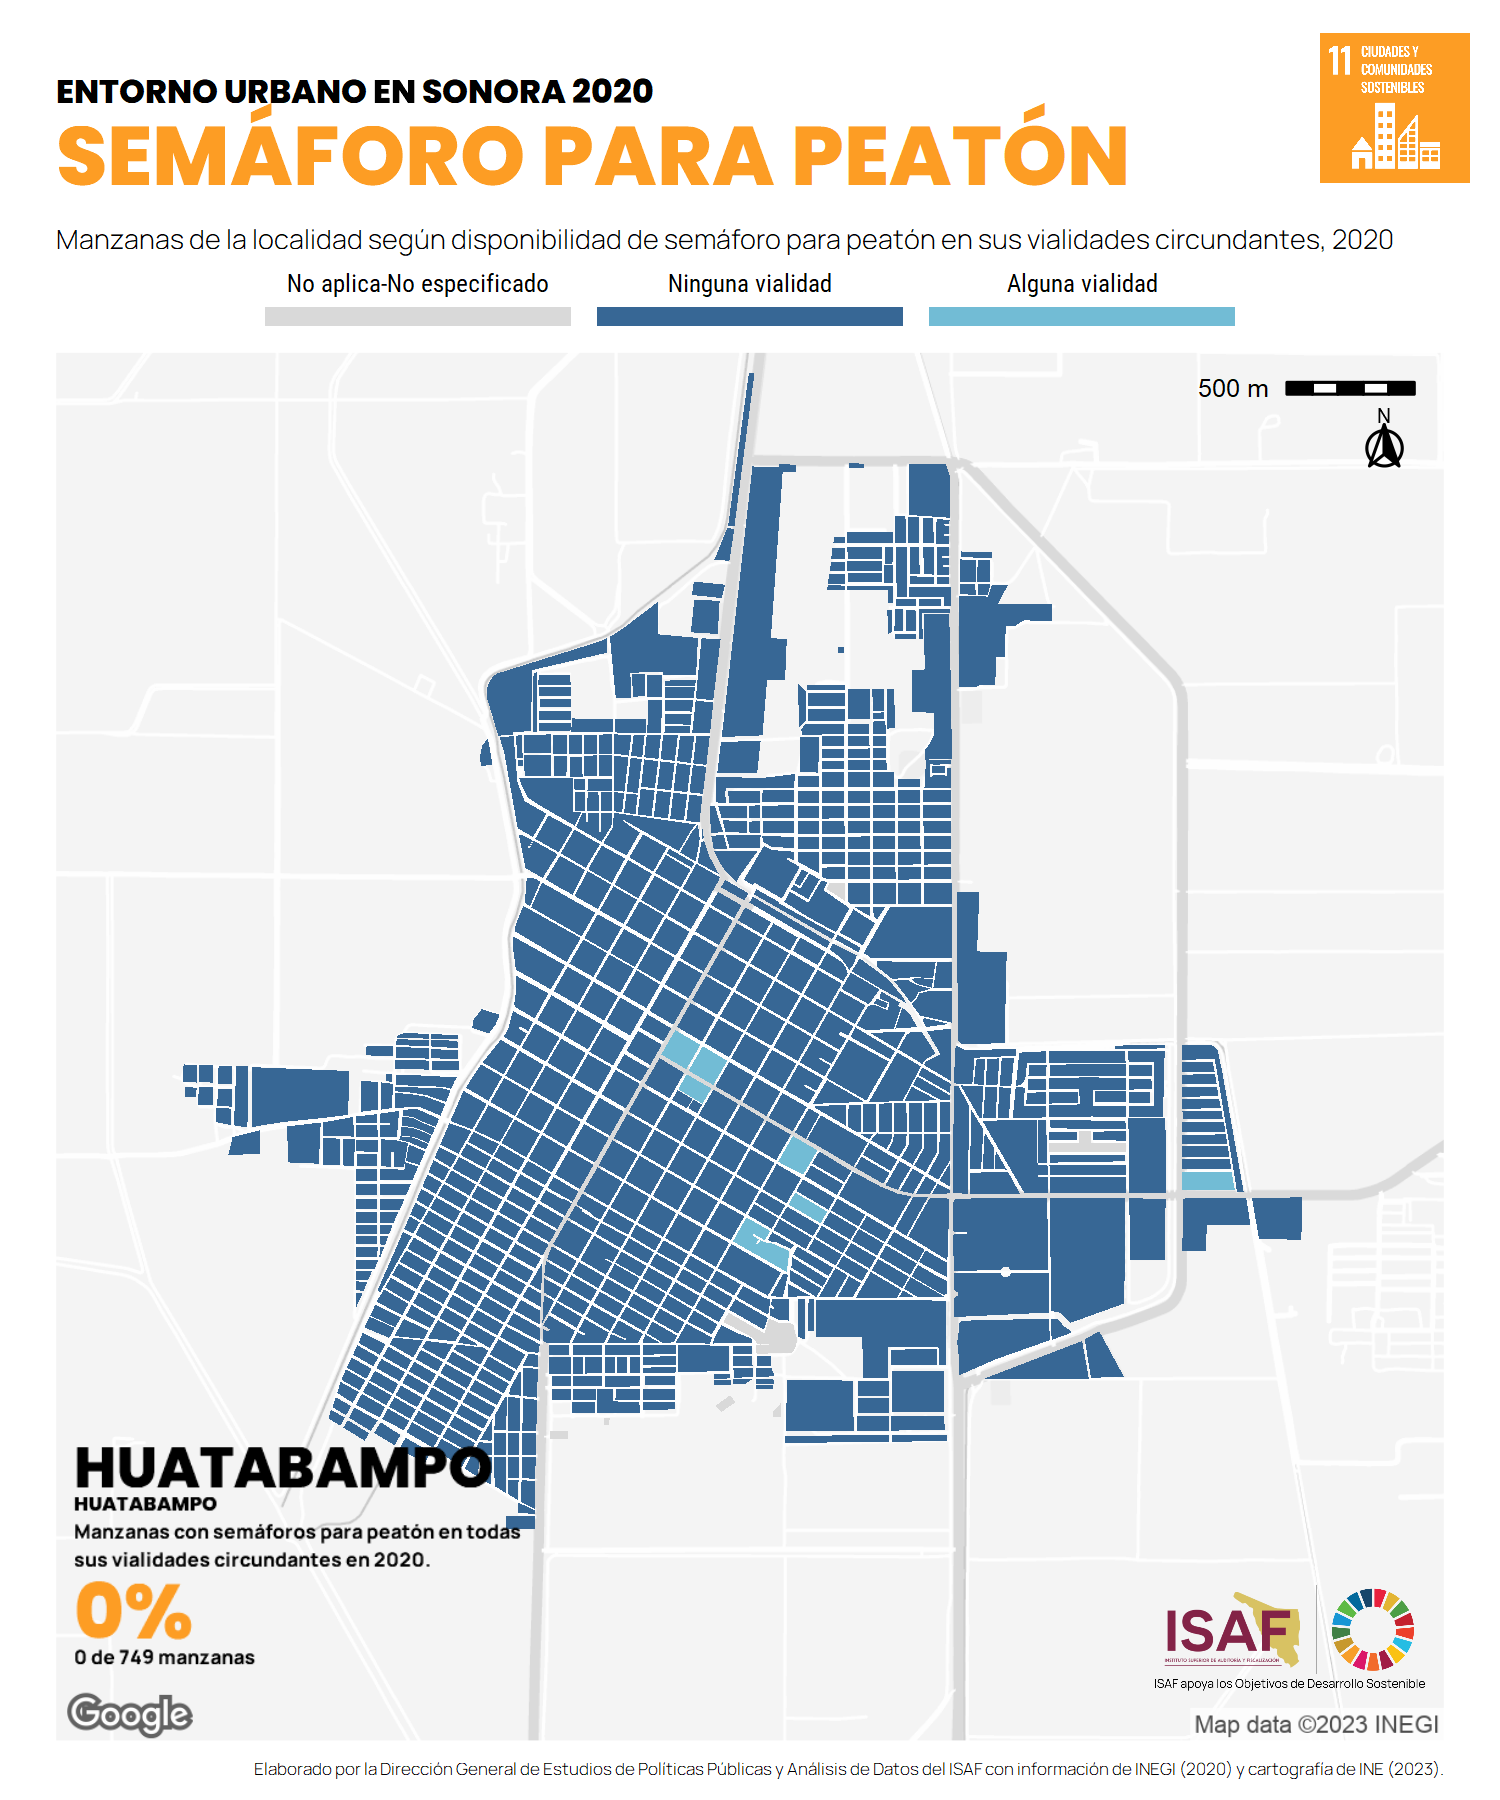 11 CIUDADES Y
COMUNIDADES
SOSTENIBLES
ENTORNO URBANO EN SONORA 2020
SEMÁFORO PARA PEATÓN
Manzanas de la localidad según disponibilidad de semáforo para peatón en sus vialidades circundantes, 2020
No aplica-No especificado
Ninguna vialidad
Alguna vialidad
500 m
N
HUATABAMPO
HUATABAMPO
Manzanas con semáforos para peatón en todas
sus vialidades circundantes en 2020.
0%
0 de 749 manzanas
Google
ISAF
INSTITUTO SUPERIOR DE AUDITORÍA Y FISCALIZACIÓN
ISAF apoya los Objetivos de Desarrollo Sostenible
Map data ©2023 INEGI
Elaborado por la Dirección General de Estudios de Políticas Públicas y Análisis de Datos del ISAF con información de INEGI (2020) y cartografía de INE (2023).